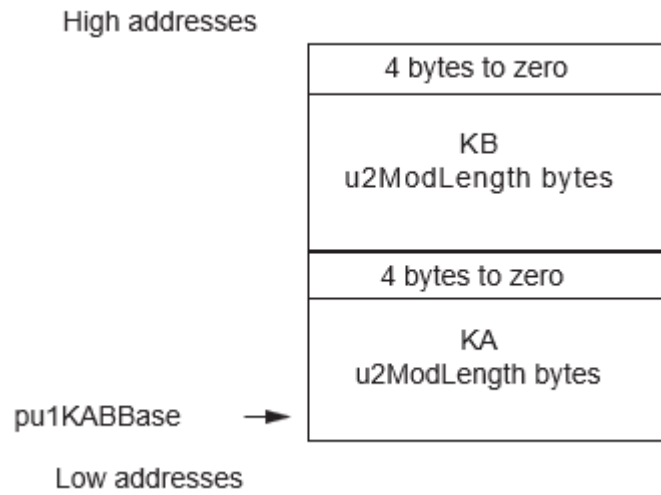 High addresses
4 bytes to zero
KB
u2ModLength bytes
4 bytes to zero
KA
u2ModLength bytes
pu1KABBase
Low addresses